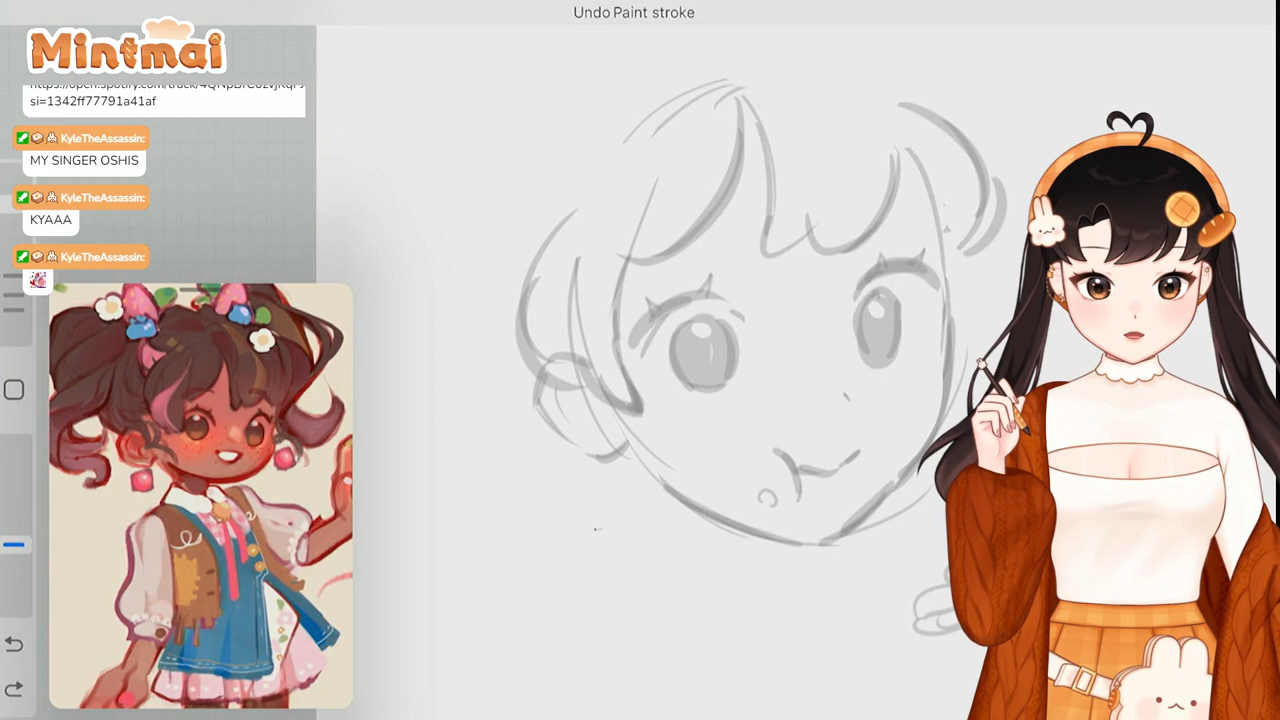 Undo Paint stroke
Mintmai
si=1342ff77791a41af
KyleTheAssassin:
MY SINGER OSHIS
KyleTheAssassin:
KYAAA
KyleTheAssassin: